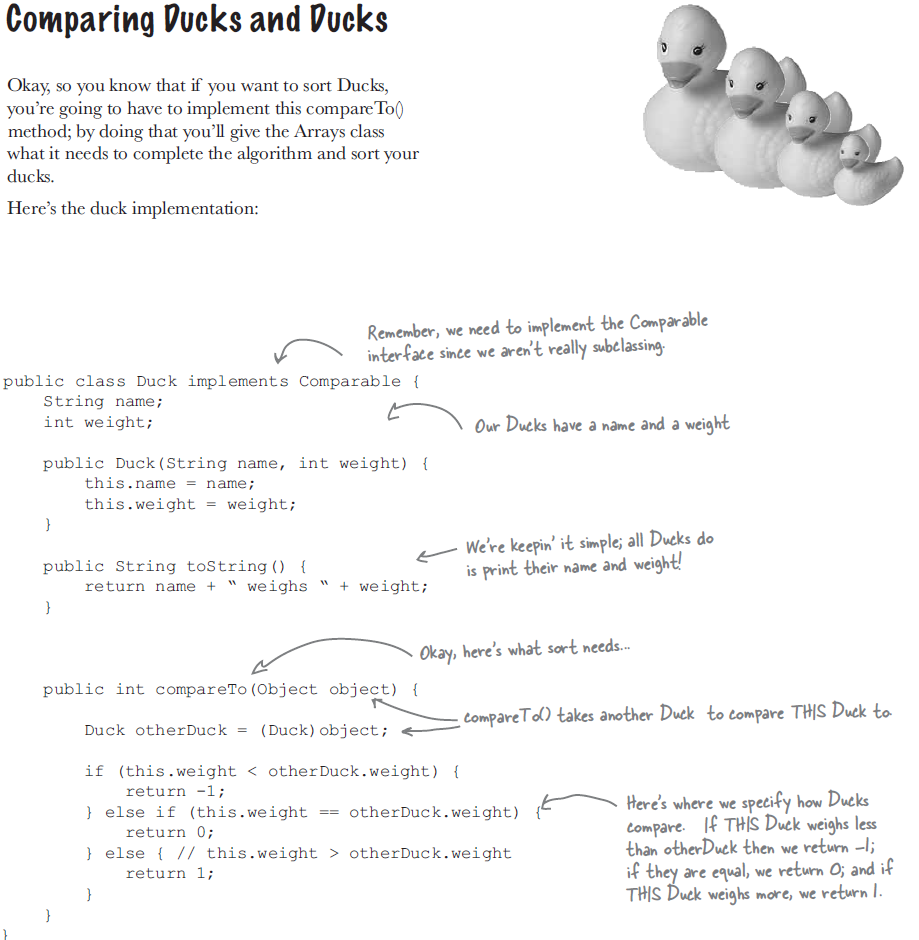 Comparing Ducks and Ducks
Okay, so you know that if you want to sort Ducks,
you’re going to have to implement this compareTo()
method; by doing that you’ll give the Arrays class
what it needs to complete the algorithm and sort your
ducks.
Here’s the duck implementation:
Remember, we need to implement the Comparable
interface since we aren’t really subclassing.
public class Duck implements Comparable {
String name;
int weight;
Our Ducks have a name and a weight
public Duck(String name, int weight) {
this.name = name;
this.weight = weight;
}
We’re keepin’ it simple; all Ducks do
is print their name and weight!
public String toString() {
return name + “ weighs “ + weight;
}
Okay, here’s what sort needs...
public int compareTo(Object object) {
compareTo() takes another Duck to compare THIS Duck to.
Duck otherDuck = (Duck)object;
if (this.weight < otherDuck.weight) {
return -1;
} else if (this.weight == otherDuck.weight) {
return 0;
} else { // this.weight > otherDuck.weight
return 1;
}
}
}
Here’s where we specify how Ducks
compare. If THIS Duck weighs less
than otherDuck then we return -1;
if they are equal, we return 0; and if
THIS Duck weighs more, we return 1.